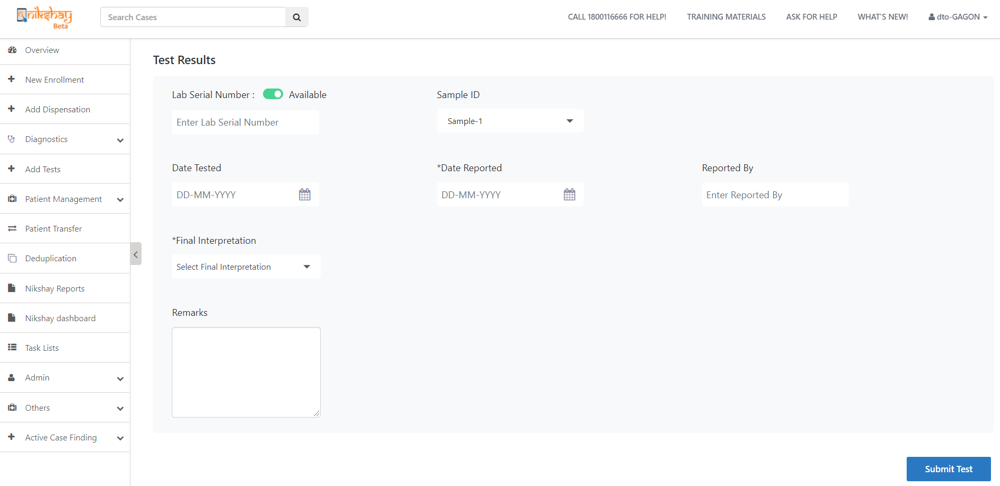 nikshay
Beta
Search Cases
CALL 1800116666 FOR HELP!
TRAINING MATERIALS
ASK FOR HELP
WHAT'S NEW!
dto-GAGON
Overview
New Enrollment
Add Dispensation
Diagnostics
Add Tests
Patient Management
Patient Transfer
Deduplication
Nikshay Reports
Nikshay dashboard
Task Lists
Admin
Others
Active Case Finding
Test Results
Lab Serial Number : Available
Sample ID
Enter Lab Serial Number
Sample-1
Date Tested
*Date Reported
Reported By
DD-MM-YYYY
DD-MM-YYYY
Enter Reported By
*Final Interpretation
Select Final Interpretation
Remarks
Submit Test